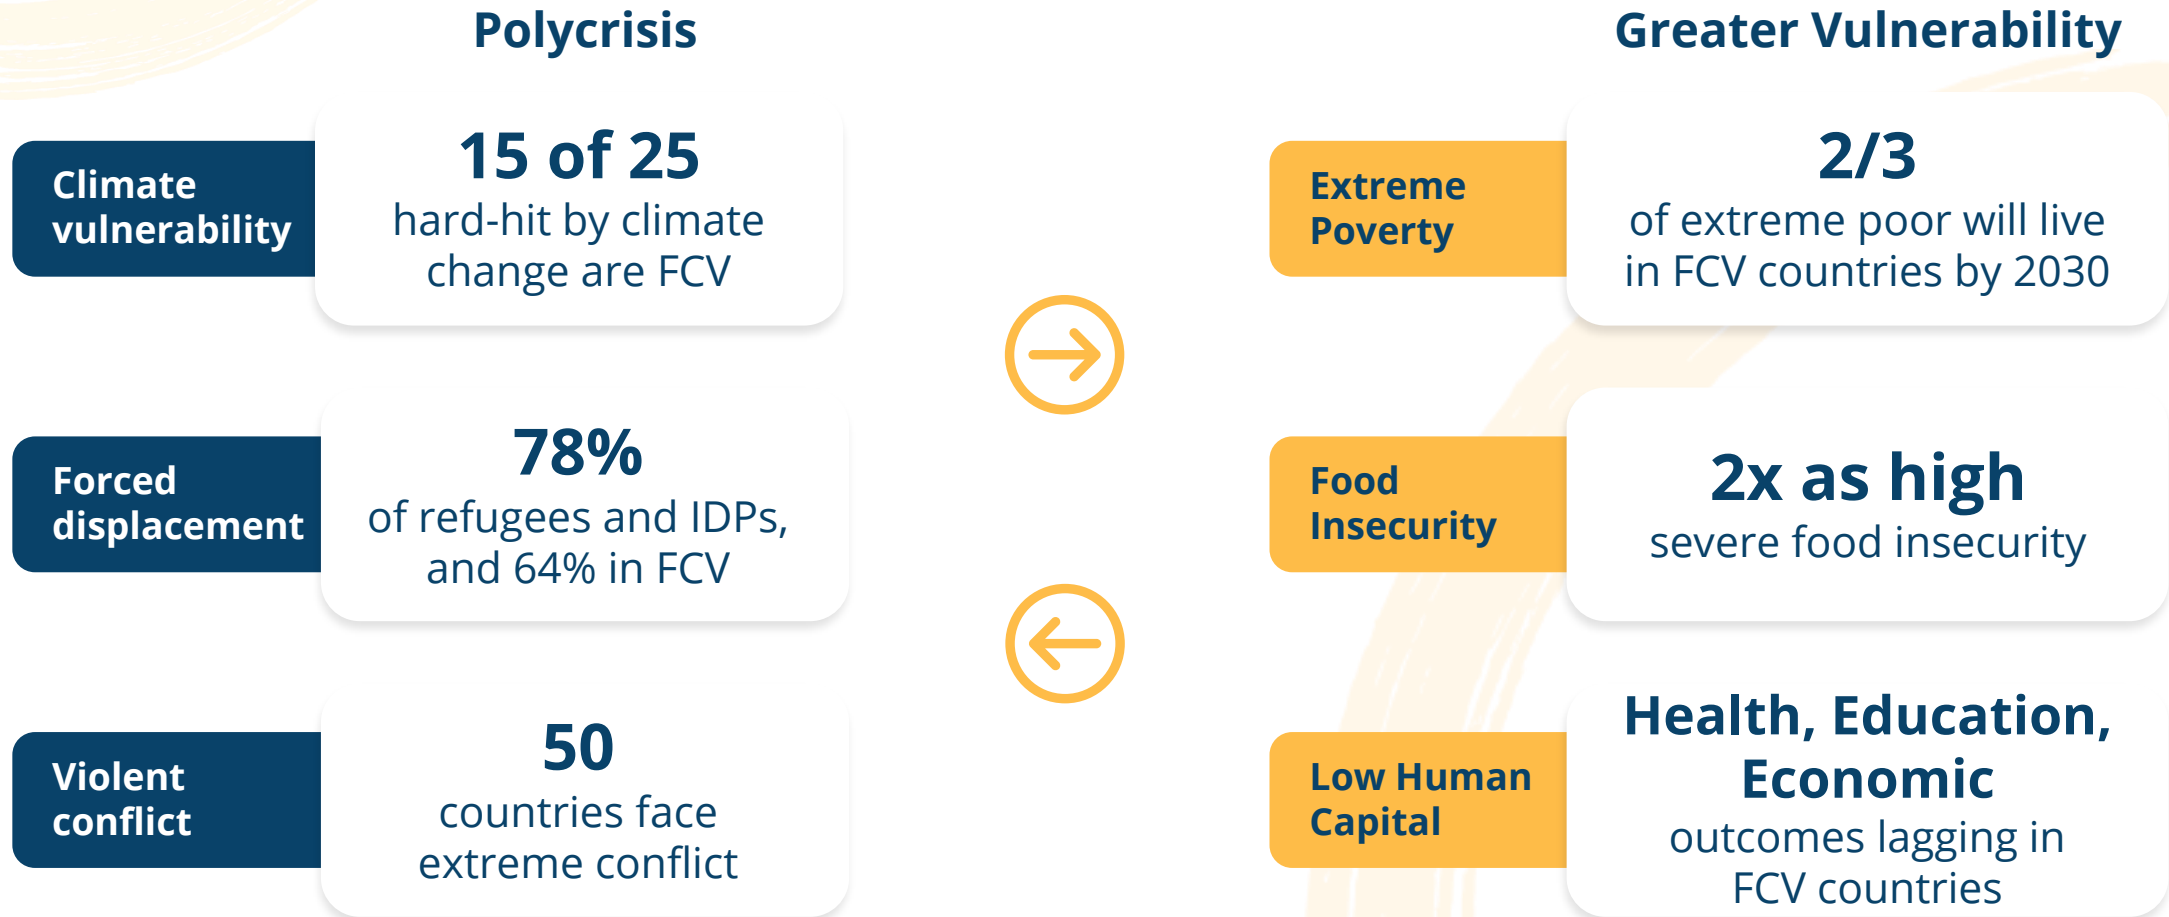 Polycrisis
Climate
vulnerability
15 of 25
hard-hit by climate
change are FCV
Forced
displacement
78%
of refugees and IDPs,
and 64% in FCV
Violent
conflict
50
countries face
extreme conflict
Greater Vulnerability
Extreme
Poverty
2/3
of extreme poor will live
in FCV countries by 2030
Food
Insecurity
2x as high
severe food insecurity
Low Human
Capital
Health, Education,
Economic
outcomes lagging in
FCV countries